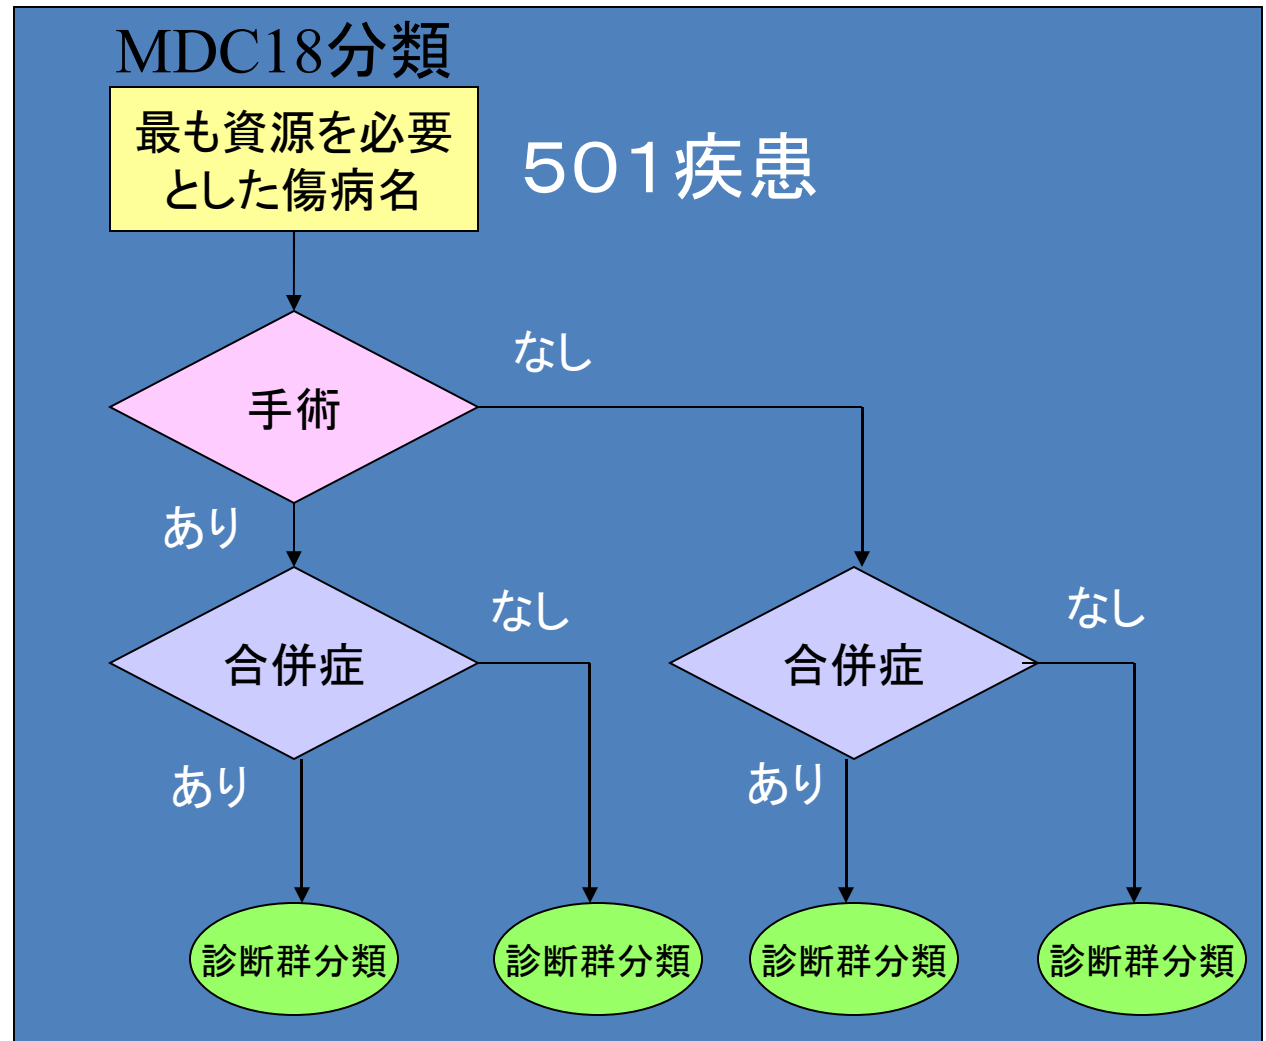 MDC18分類
最も資源を必要
とした傷病名
５０１疾患
なし
手術
あり
なし
なし
合併症
合併症
あり
あり
診断群分類
診断群分類
診断群分類
診断群分類